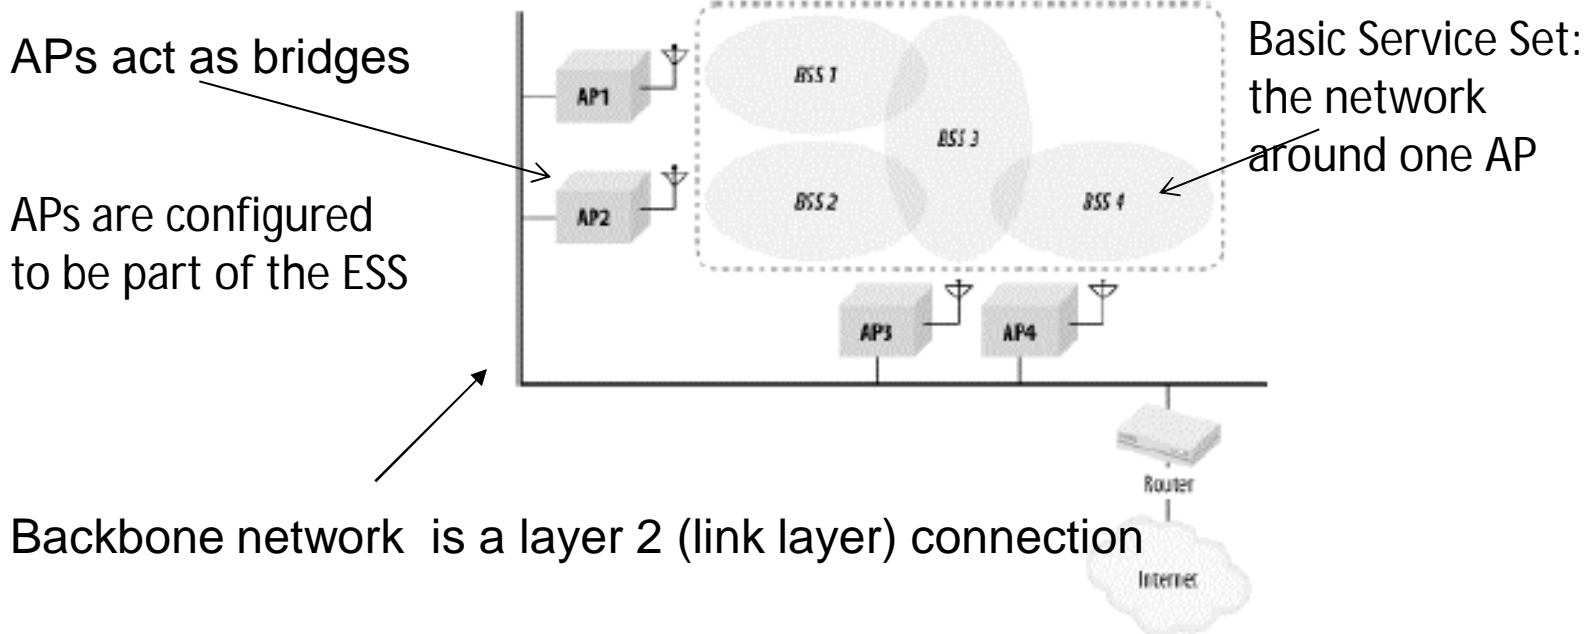 APs act as bridges
APs are configured
to be part of the ESS
Basic Service Set:
the network
around one AP
AP1
AP2
BSS 1
BSS 2
BSS 3
BSS 4
AP3
AP4
Router
Internet
Backbone network  is a layer 2 (link layer) connection